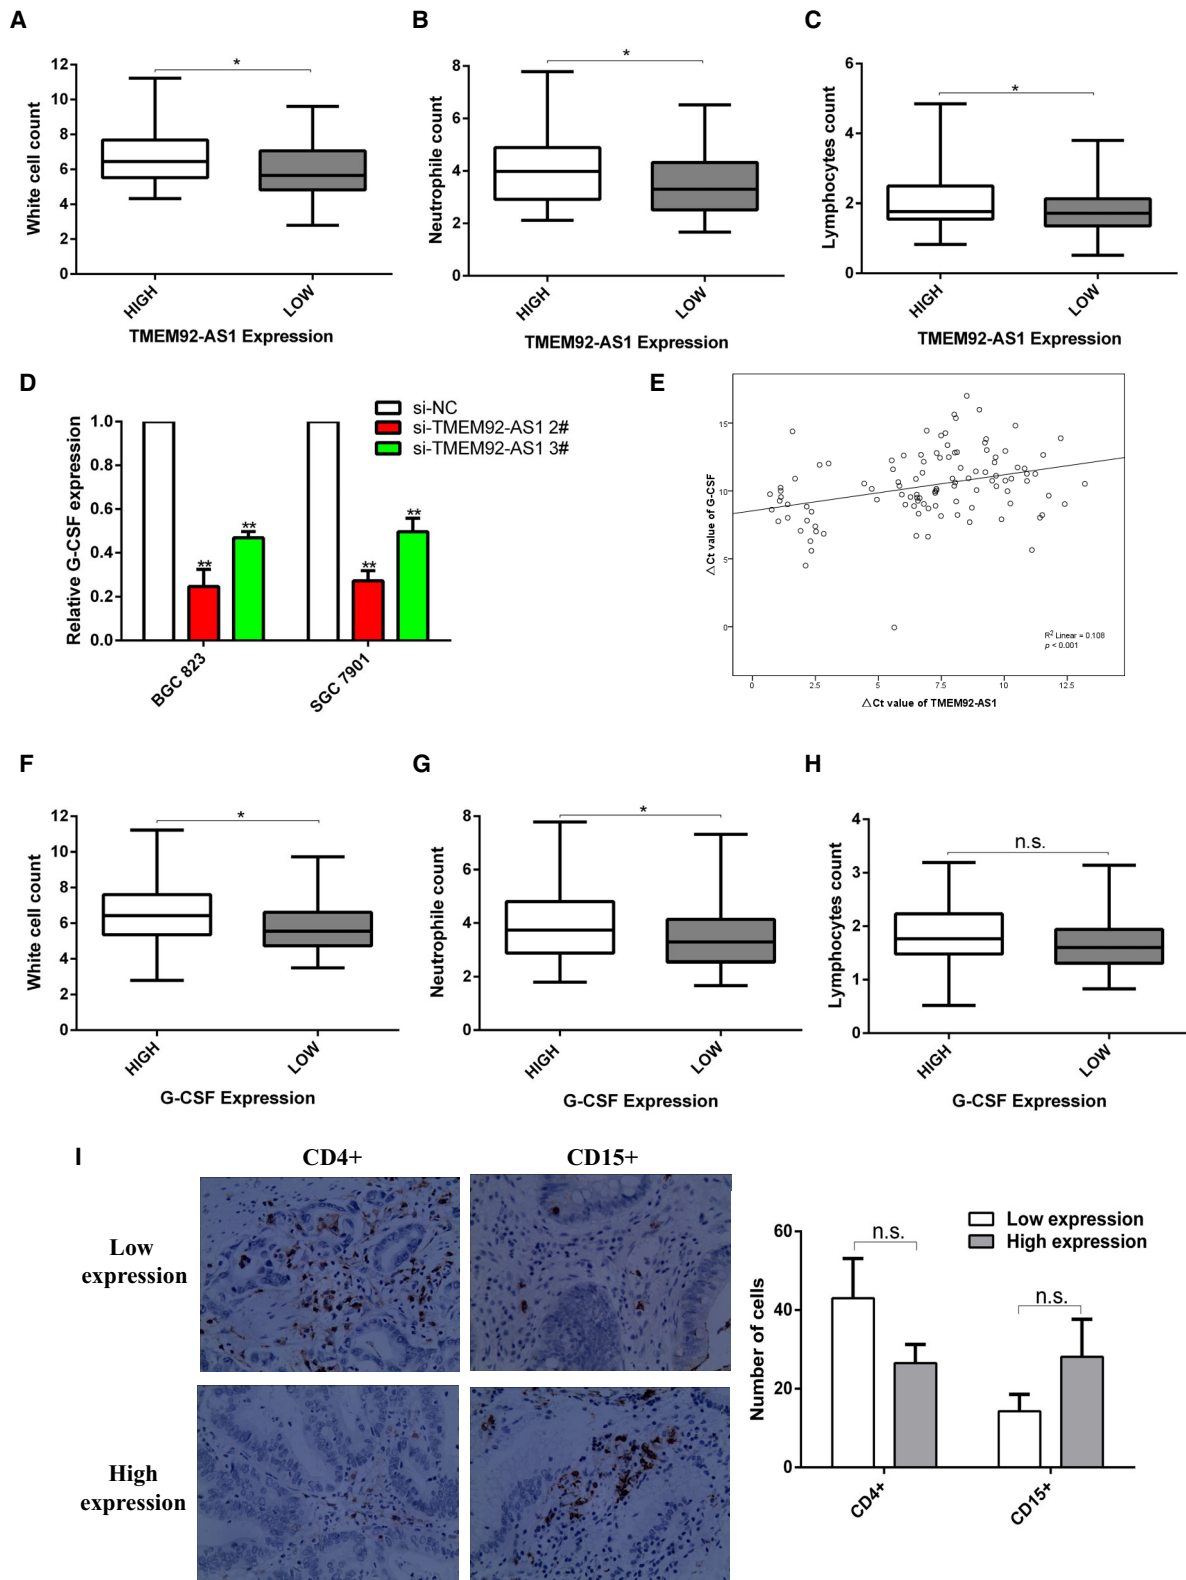 A
White cell count
12
10
8
6
4
2
0
*
HIGH
LOW
TMEM92-AS1 Expression
B
Neutrophile count
8
6
4
2
0
*
HIGH
LOW
TMEM92-AS1 Expression
C
Lymphocytes count
6
4
2
0
*
HIGH
LOW
TMEM92-AS1 Expression
D
Relative G-CSF expression
1.0
0.8
0.6
0.4
0.2
0.0
si-NC
si-TMEM92-AS1 2#
si-TMEM92-AS1 3#
**
**
**
**
BGC 823
SGC 7901
E
△Ct value of G-CSF
15
10
5
0
R2 Linear = 0.108
p < 0.001
0
2.5
5
7.5
10
12.5
△Ct value of TMEM92-AS1
F
White cell count
12
10
8
6
4
2
0
*
HIGH
LOW
G-CSF Expression
G
Neutrophile count
8
6
4
2
0
*
HIGH
LOW
G-CSF Expression
H
Lymphocytes count
4
3
2
1
0
n.s.
HIGH
LOW
G-CSF Expression
I
CD4+
CD15+
Low
expression
High
expression
Number of cells
60
40
20
0
Low expression
High expression
n.s.
n.s.
CD4+
CD15+